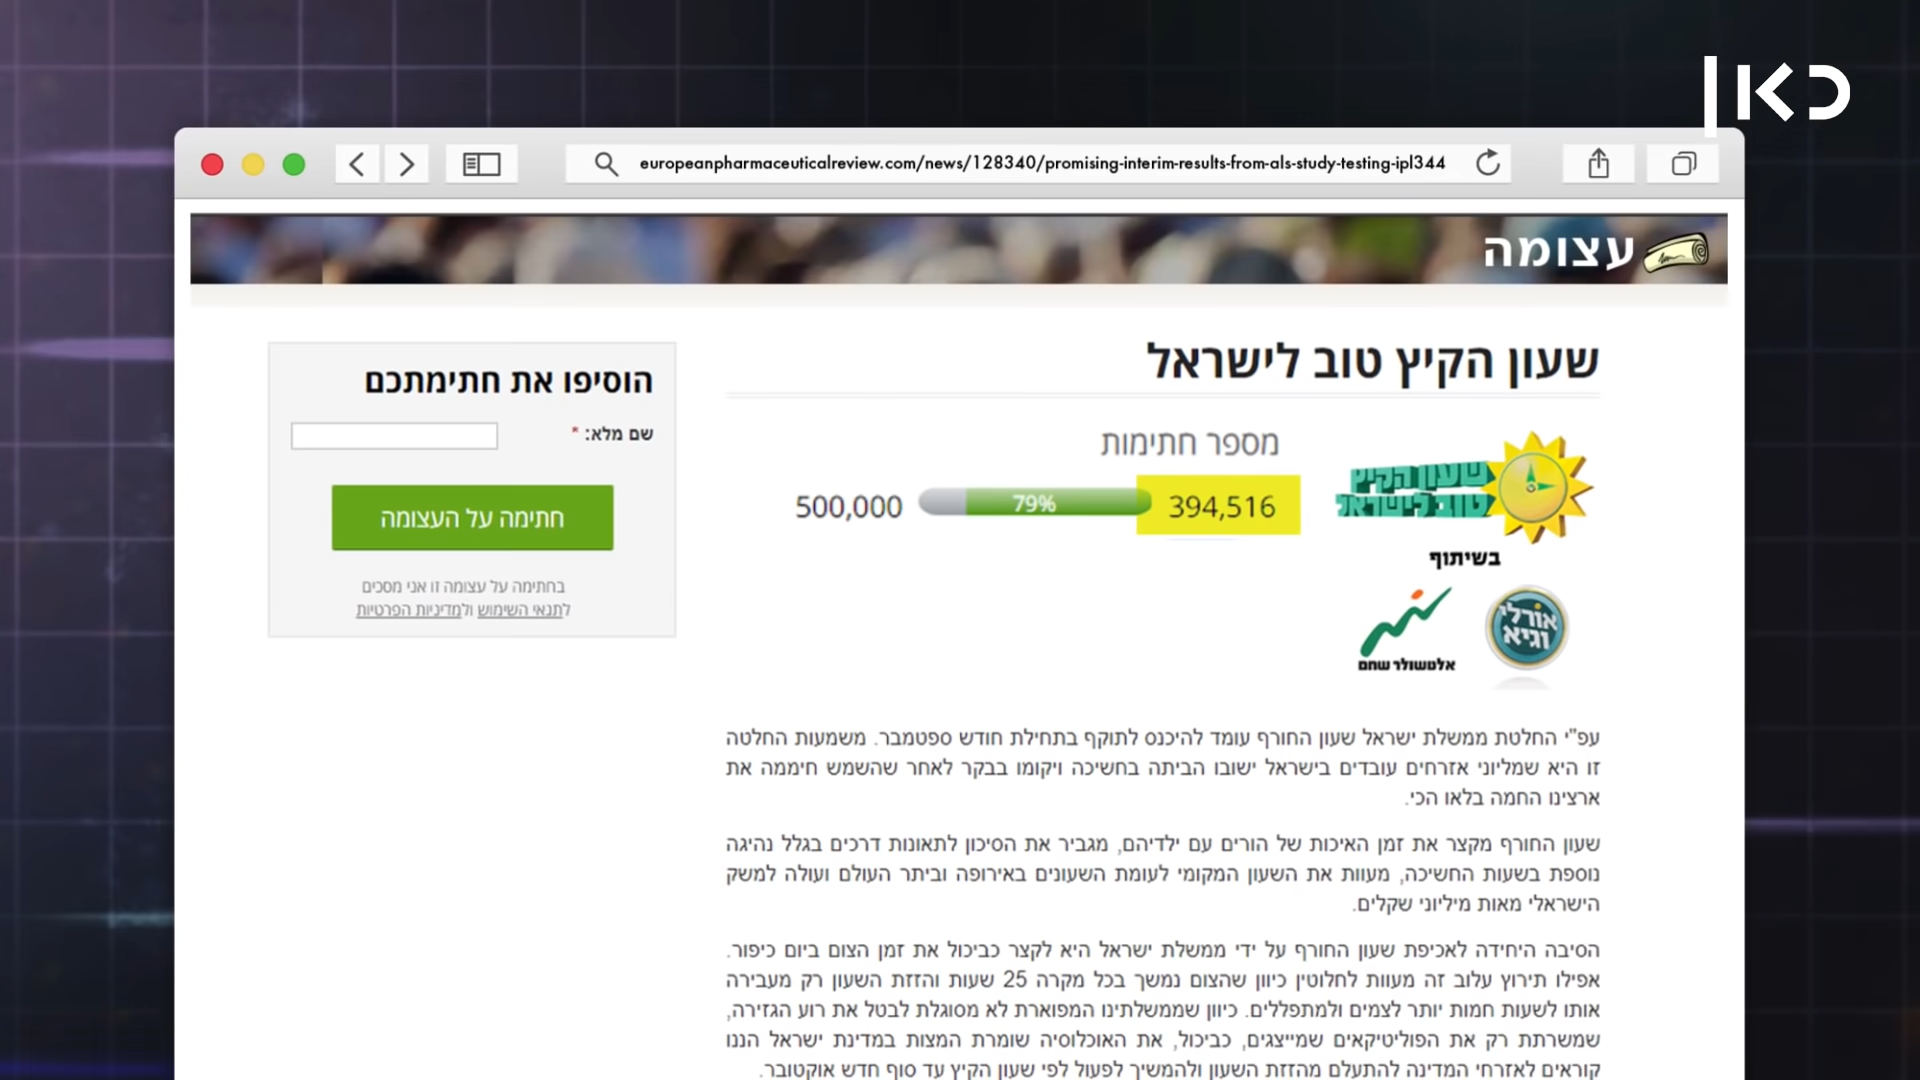 כאן
europeanpharmaceuticalreview.com/news/128340/promising-interim-results-from-als-study-testing-ipl344
עצומה
שעון הקיץ טוב לישראל
מספר חתימות
394,516
79%
500,000
שעון הקיץ
טוב לישראל
בשיתוף
אורלי
וגיא
אלטשולר שחם
הוסיפו את חתימתכם
שם מלא: *
חתימה על העצומה
בחתימה על עצומה זו אני מסכים
לתנאי השימוש ולמדיניות הפרטיות
עפ"י החלטת ממשלת ישראל שעון החורף עומד להיכנס לתוקף בתחילת חודש ספטמבר. משמעות החלטה
זו היא שמליוני אזרחים עובדים בישראל ישובו הביתה בחשיכה ויקומו בבקר לאחר שהשמש חיממה את
ארצינו החמה בלאו הכי.
שעון החורף מקצר את זמן האיכות של הורים עם ילדיהם, מגביר את הסיכון לתאונות דרכים בגלל נהיגה
נוספת בשעות החשיכה, מעוות את השעון המקומי לעומת השעונים באירופה וביתר העולם ועולה למשק
הישראלי מאות מיליוני שקלים.
הסיבה היחידה לאכיפת שעון החורף על ידי ממשלת ישראל היא לקצר כביכול את זמן הצום ביום כיפור.
אפילו תירוץ עלוב זה מעוות לחלוטין כיוון שהצום נמשך בכל מקרה 25 שעות והזזת השעון רק מעבירה
אותו לשעות חמות יותר לצמים ולמתפללים. כיוון שממשלתינו המפוארת לא מסוגלת לבטל את רוע הגזירה,
שמשרתת רק את הפוליטיקאים שמייצגים, כביכול, את האוכלוסיה שומרת המצות במדינת ישראל הננו
קוראים לאזרחי המדינה להתעלם מהזזת השעון ולהמשיך לפעול לפי שעון הקיץ עד סוף חדש אוקטובר.